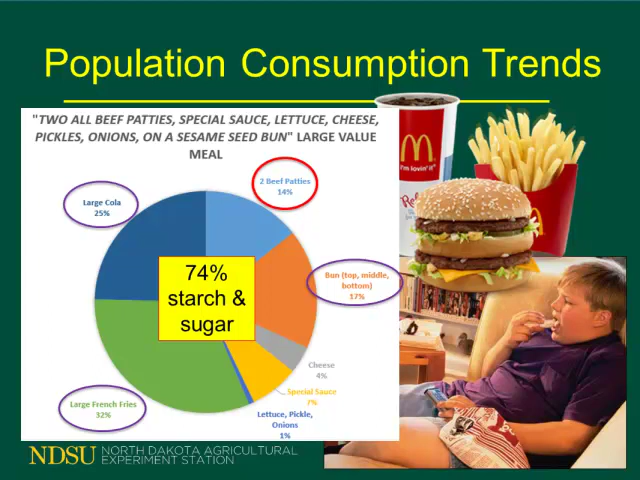 Population Consumption Trends
"TWO ALL BEEF PATTIES, SPECIAL SAUCE, LETTUCE, CHEESE,
PICKLES, ONIONS, ON A SESAME SEED BUN" LARGE VALUE
MEAL
2 Beef Patties
14%
Large Cola
25%
74%
starch &
sugar
Bun (top, middle,
bottom)
17%
Cheese
4%
Special Sauce
7%
Large French Fries
32%
Lettuce, Pickle,
Onions
1%
i'm lovin' it
NDSU NORTH DAKOTA AGRICULTURAL
EXPERIMENT STATION